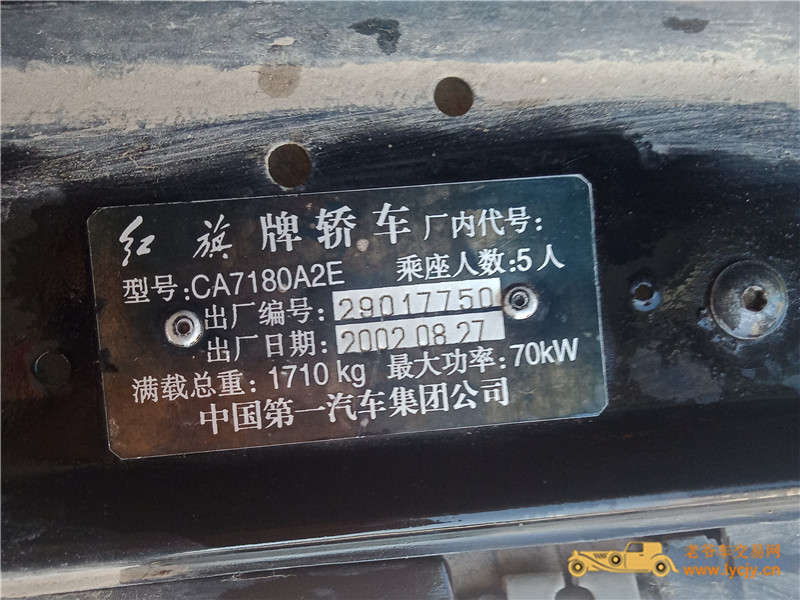 红旗牌轿车 厂内代号:
型号:CA7180A2E 乘座人数:5人
出厂编号:29017750
出厂日期:2002 08 27
满载总重:1710 kg 最大功率:70kW
中国第一汽车集团公司
老爷车交易网
www.lycjy.cn